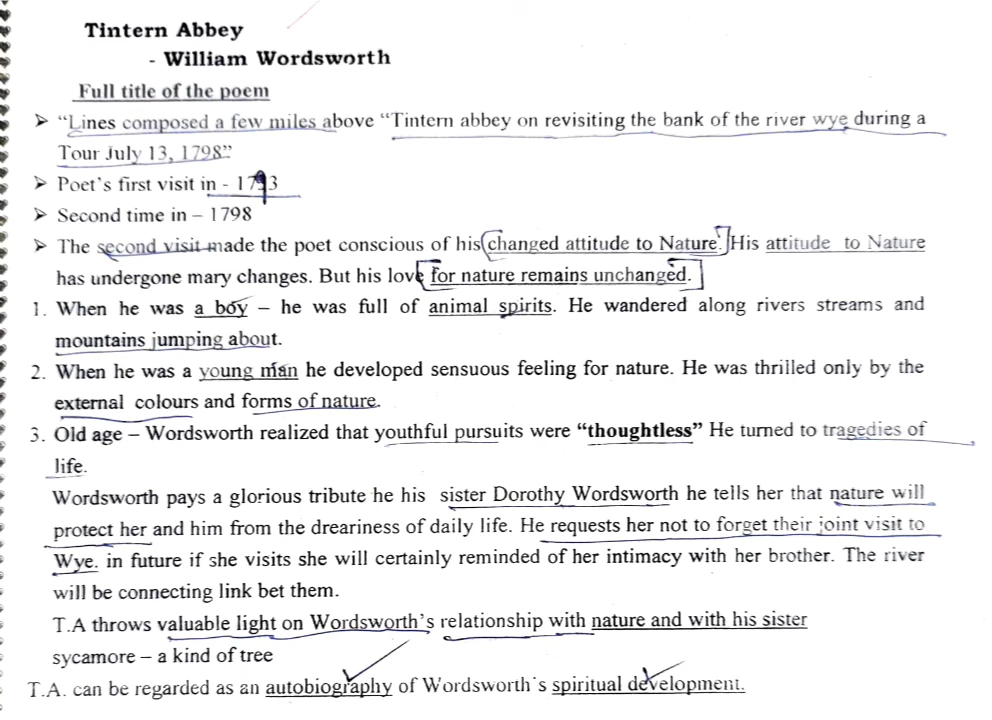 Tintern Abbey
- William Wordsworth
Full title of the poem
➢ “Lines composed a few miles above “Tintern abbey on revisiting the bank of the river wye during a
Tour July 13, 1798”
➢ Poet’s first visit in - 1793
➢ Second time in – 1798
➢ The second visit made the poet conscious of his changed attitude to Nature. His attitude to Nature
has undergone mary changes. But his love for nature remains unchanged.
1. When he was a boy – he was full of animal spirits. He wandered along rivers streams and
mountains jumping about.
2. When he was a young man he developed sensuous feeling for nature. He was thrilled only by the
external colours and forms of nature.
3. Old age – Wordsworth realized that youthful pursuits were “thoughtless” He turned to tragedies of
life.
Wordsworth pays a glorious tribute he his sister Dorothy Wordsworth he tells her that nature will
protect her and him from the dreariness of daily life. He requests her not to forget their joint visit to
Wye. in future if she visits she will certainly reminded of her intimacy with her brother. The river
will be connecting link bet them.
T.A throws valuable light on Wordsworth’s relationship with nature and with his sister
sycamore – a kind of tree
T.A. can be regarded as an autobiography of Wordsworth’s spiritual development.